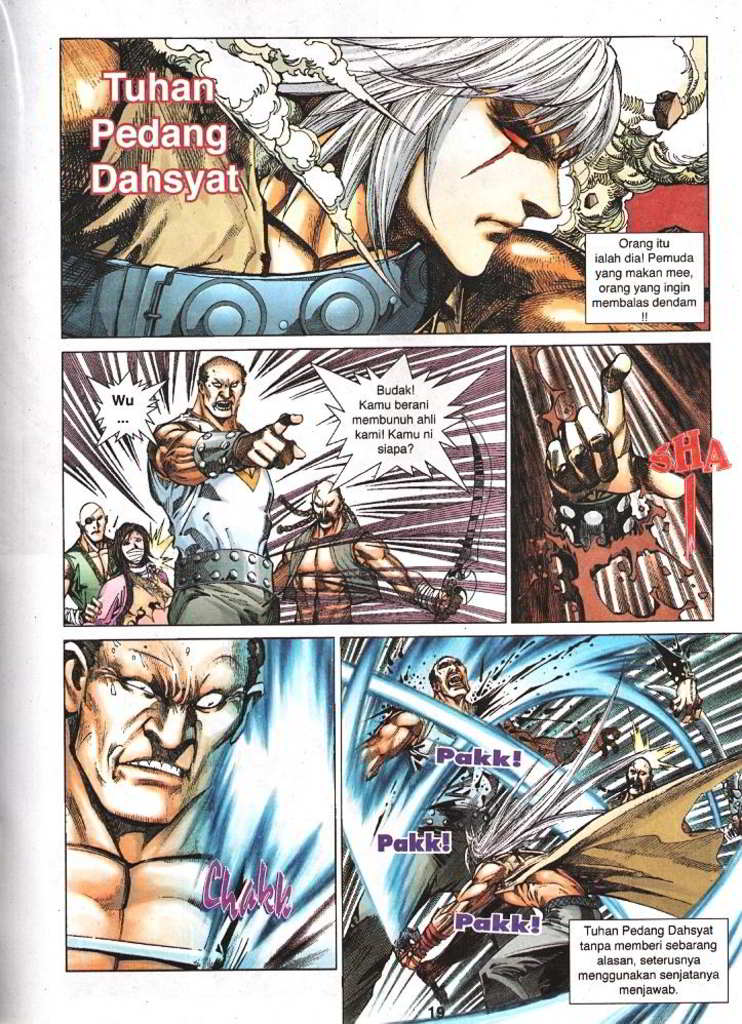 Tuhan
Pedang
Dahsyat
Orang itu
ialah dia! Pemuda
yang makan mee,
orang yang ingin
membalas dendam
!!
Wu
...
Budak!
Kamu berani
membunuh ahli
kami! Kamu ni
siapa?
SHA
!
Chakk
Pakk!
Pakk!
Pakk!
Tuhan Pedang Dahsyat
tanpa memberi sebarang
alasan, seterusnya
menggunakan senjatanya
menjawab.
19